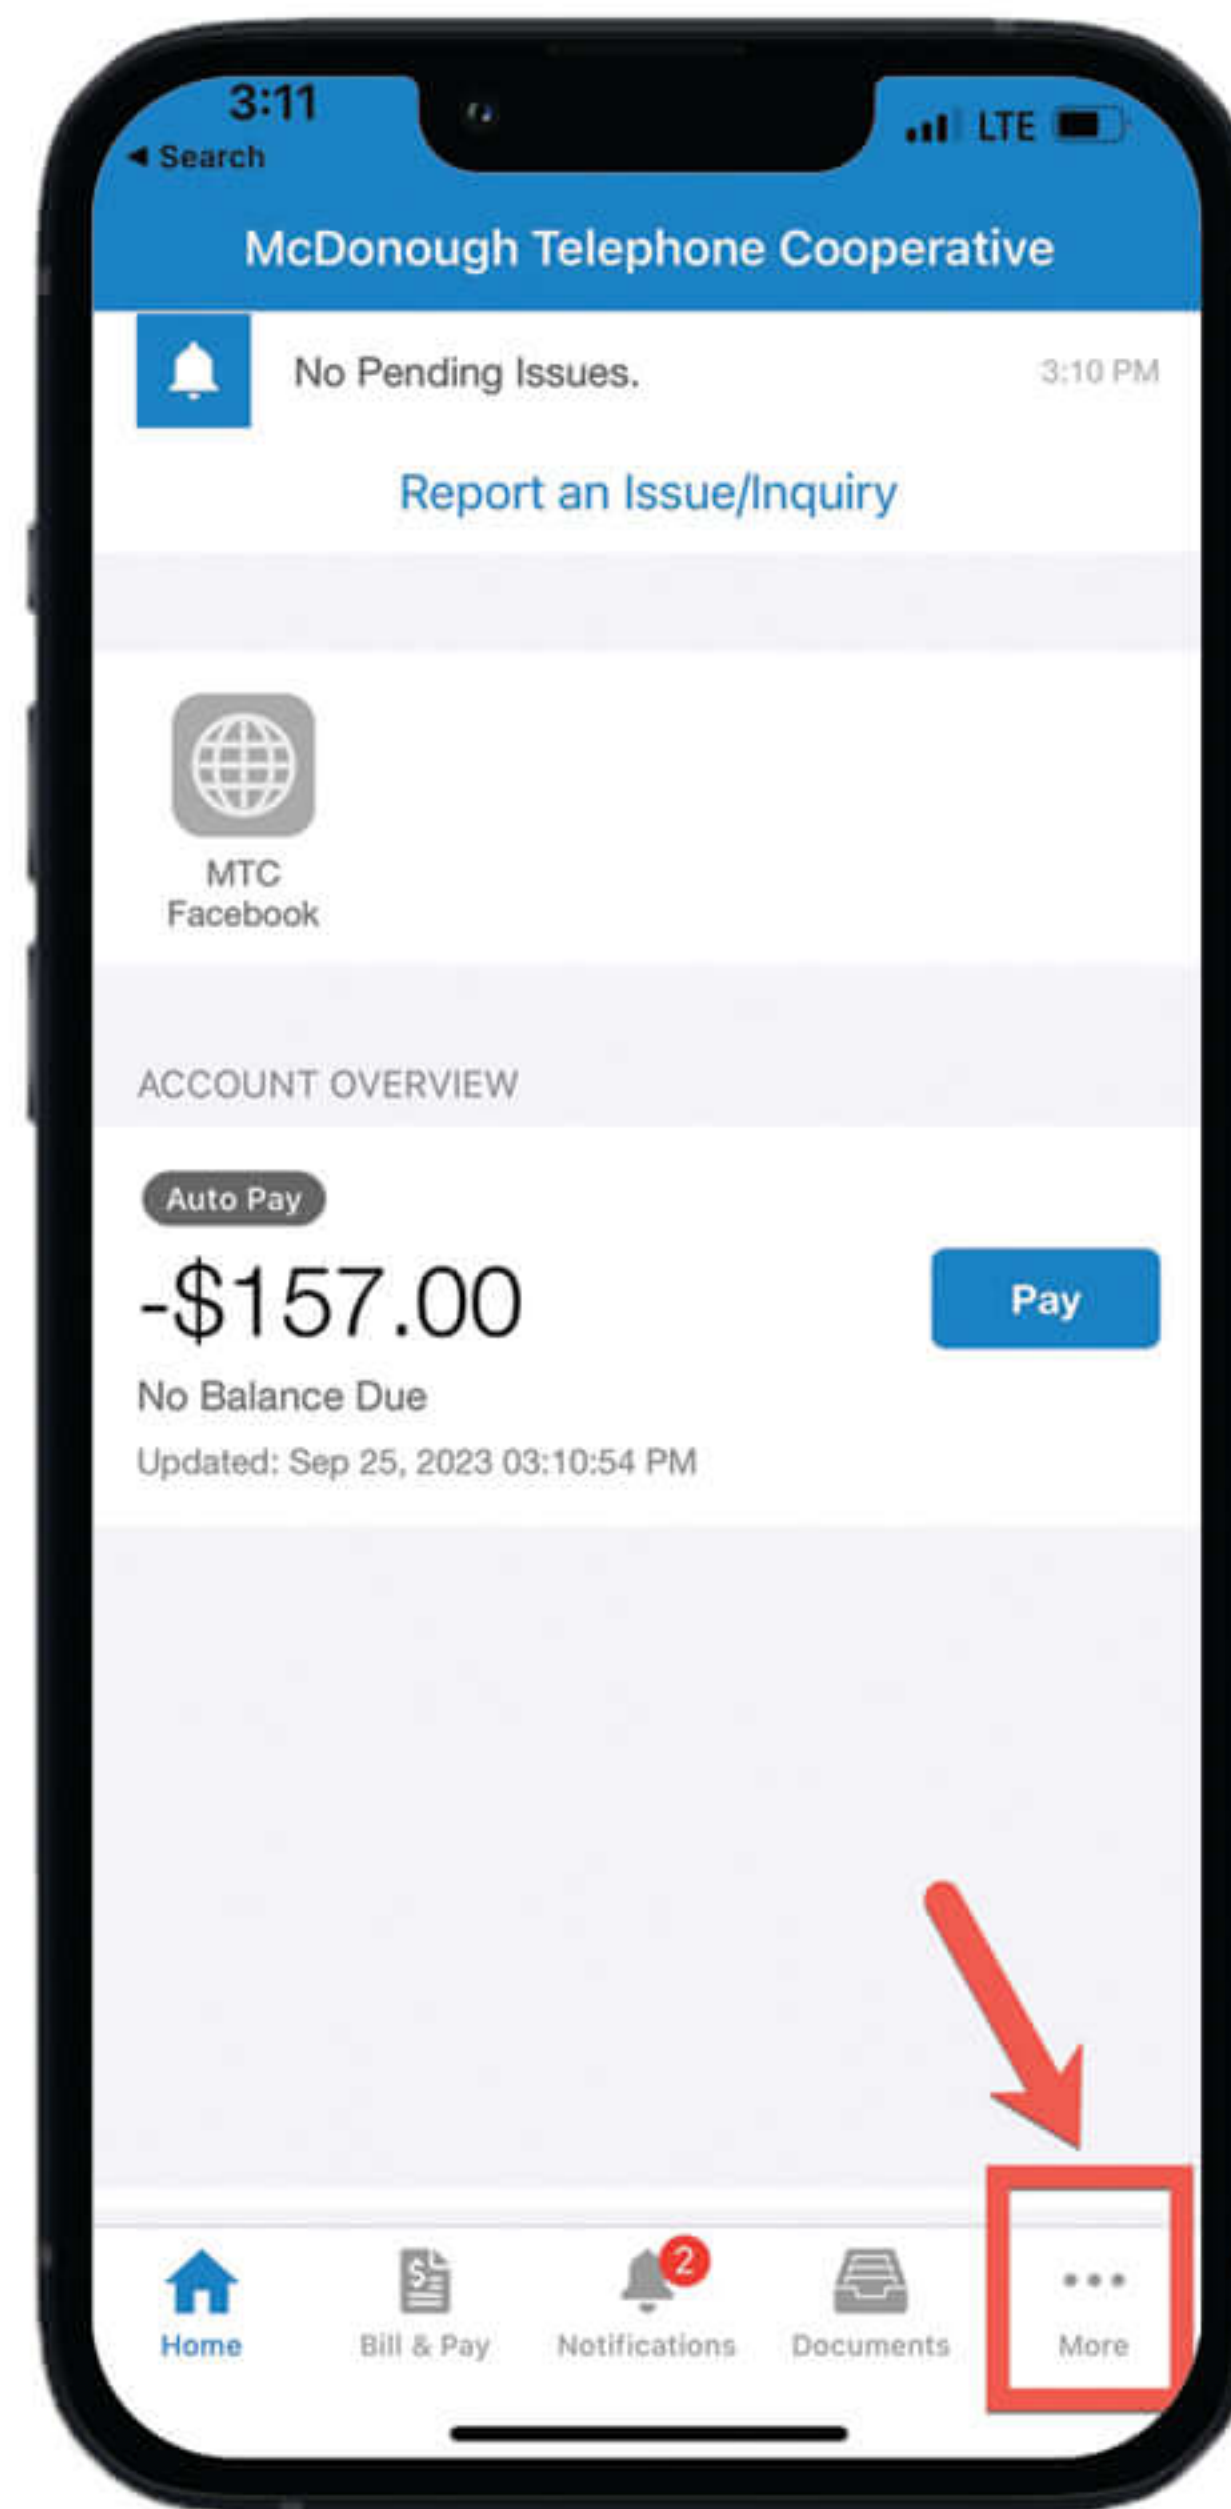 3:11
LTE
◀ Search
McDonough Telephone Cooperative
No Pending Issues.
3:10 PM
Report an Issue/Inquiry
MTC
Facebook
ACCOUNT OVERVIEW
Auto Pay
-$157.00
Pay
No Balance Due
Updated: Sep 25, 2023 03:10:54 PM
2
Home
Bill & Pay
Notifications
Documents
More